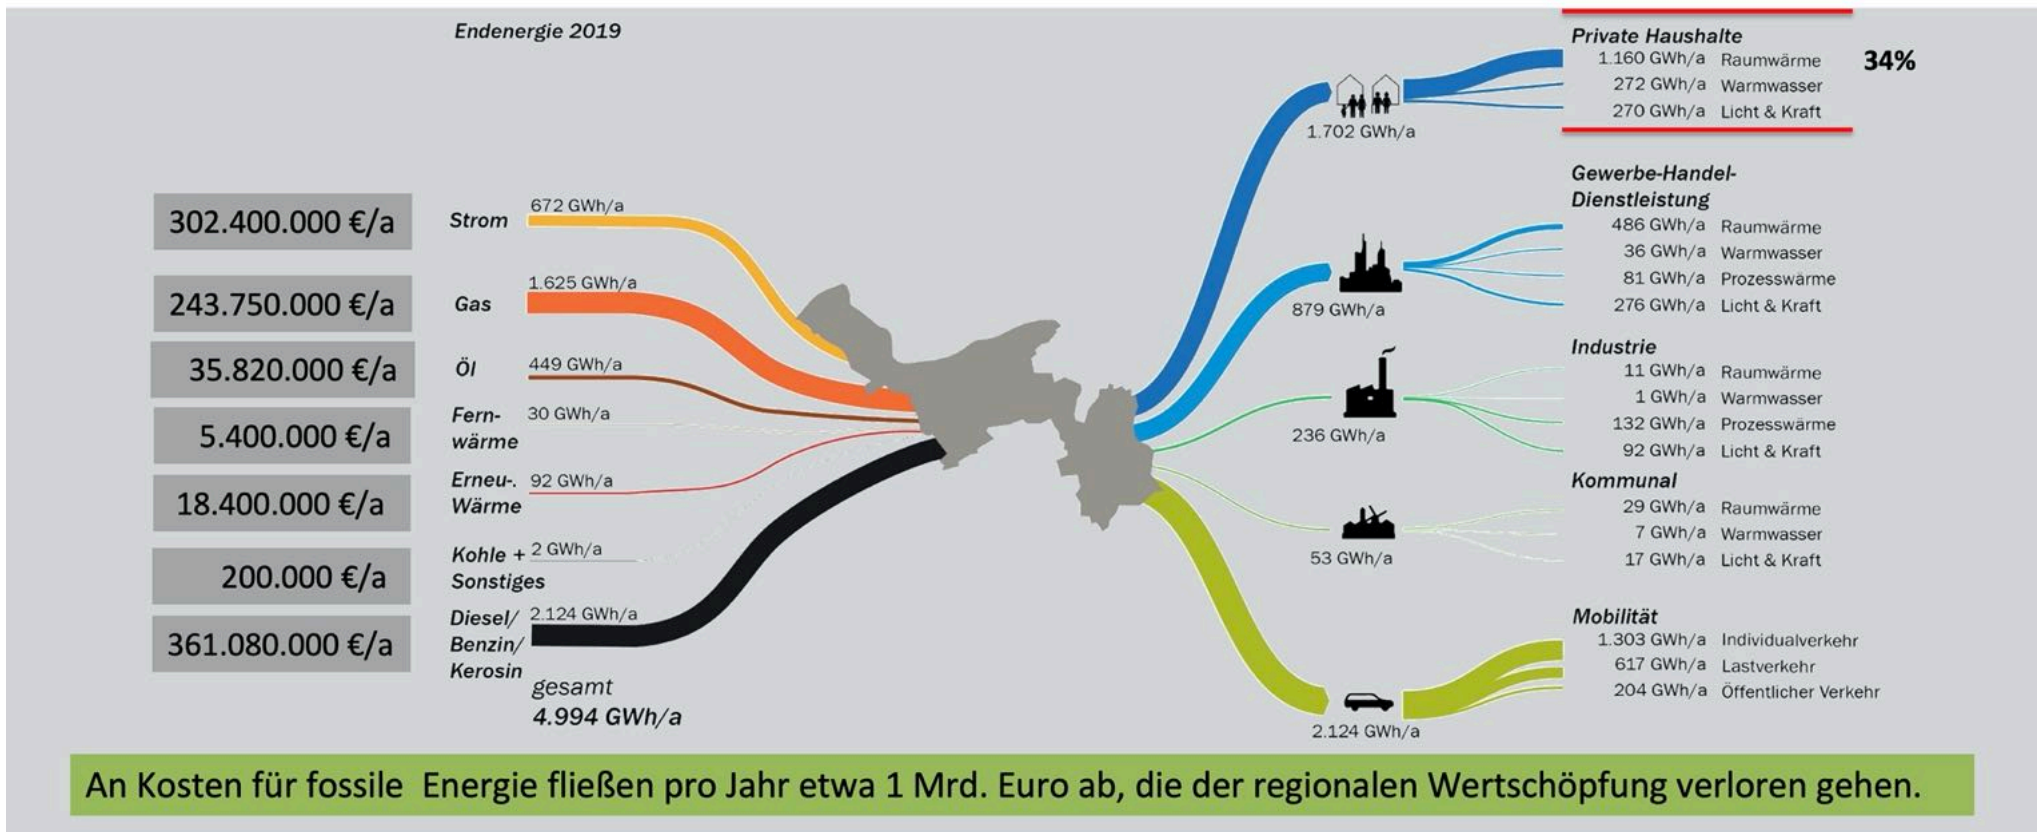 Endenergie 2019
302.400.000 €/a
Strom
672 GWh/a
243.750.000 €/a
Gas
1.625 GWh/a
35.820.000 €/a
Öl
449 GWh/a
5.400.000 €/a
Fern-
wärme
30 GWh/a
18.400.000 €/a
Erneu-.
Wärme
92 GWh/a
200.000 €/a
Kohle +
Sonstiges
2 GWh/a
361.080.000 €/a
Diesel/
Benzin/
Kerosin
2.124 GWh/a
gesamt
4.994 GWh/a
1.702 GWh/a
879 GWh/a
236 GWh/a
53 GWh/a
2.124 GWh/a
Private Haushalte
1.160 GWh/a Raumwärme
272 GWh/a Warmwasser
270 GWh/a Licht & Kraft
34%
Gewerbe-Handel-
Dienstleistung
486 GWh/a Raumwärme
36 GWh/a Warmwasser
81 GWh/a Prozesswärme
276 GWh/a Licht & Kraft
Industrie
11 GWh/a Raumwärme
1 GWh/a Warmwasser
132 GWh/a Prozesswärme
92 GWh/a Licht & Kraft
Kommunal
29 GWh/a Raumwärme
7 GWh/a Warmwasser
17 GWh/a Licht & Kraft
Mobilität
1.303 GWh/a Individualverkehr
617 GWh/a Lastverkehr
204 GWh/a Öffentlicher Verkehr
An Kosten für fossile Energie fließen pro Jahr etwa 1 Mrd. Euro ab, die der regionalen Wertschöpfung verloren gehen.